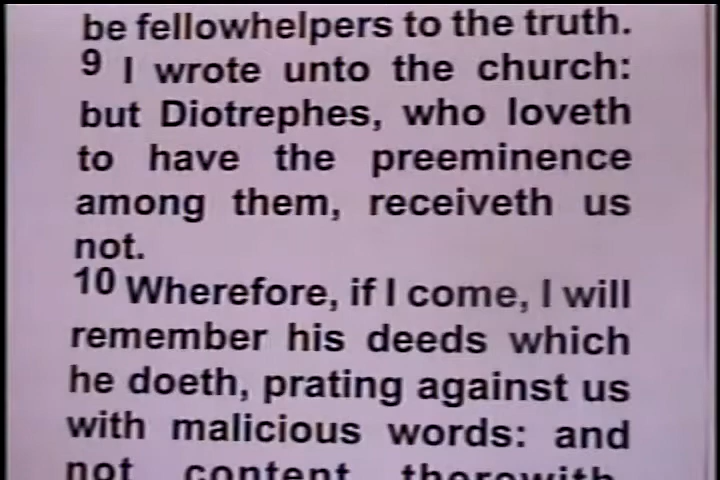 be fellowhelpers to the truth.
9 I wrote unto the church:
but Diotrephes, who loveth
to have the preeminence
among them, receiveth us
not.
10 Wherefore, if I come, I will
remember his deeds which
he doeth, prating against us
with malicious words: and
not content therewith,